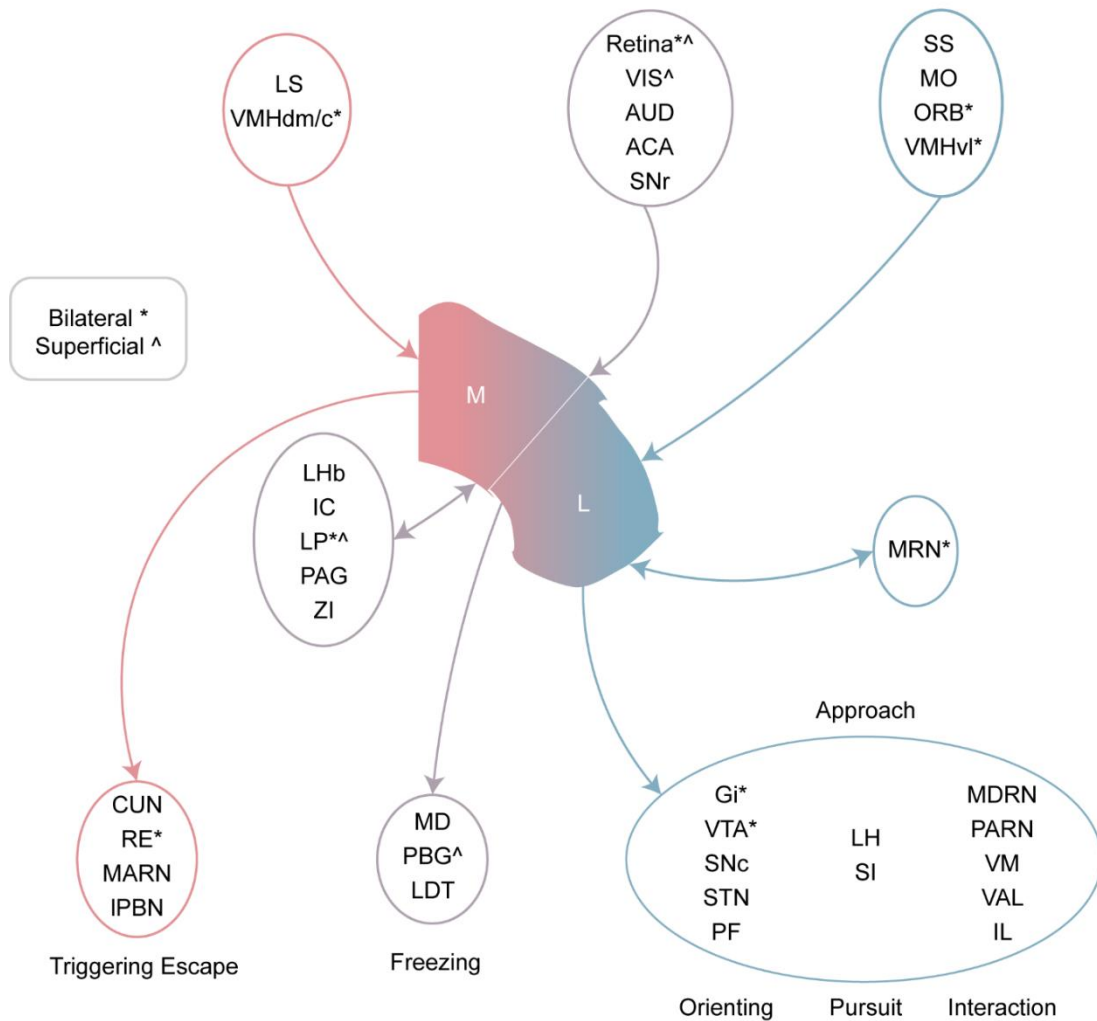 LS
VMHdm/c*
Retina*^
VIS^
AUD
ACA
SNr
SS
MO
ORB*
VMHvl*
Bilateral *
Superficial ^
M
L
LHb
IC
LP*^
PAG
ZI
MRN*
CUN
RE*
MARN
IPBN
Triggering Escape
MD
PBG^
LDT
Freezing
Approach
Gi*
VTA*
SNc
STN
PF
LH
SI
MDRN
PARN
VM
VAL
IL
Orienting
Pursuit
Interaction